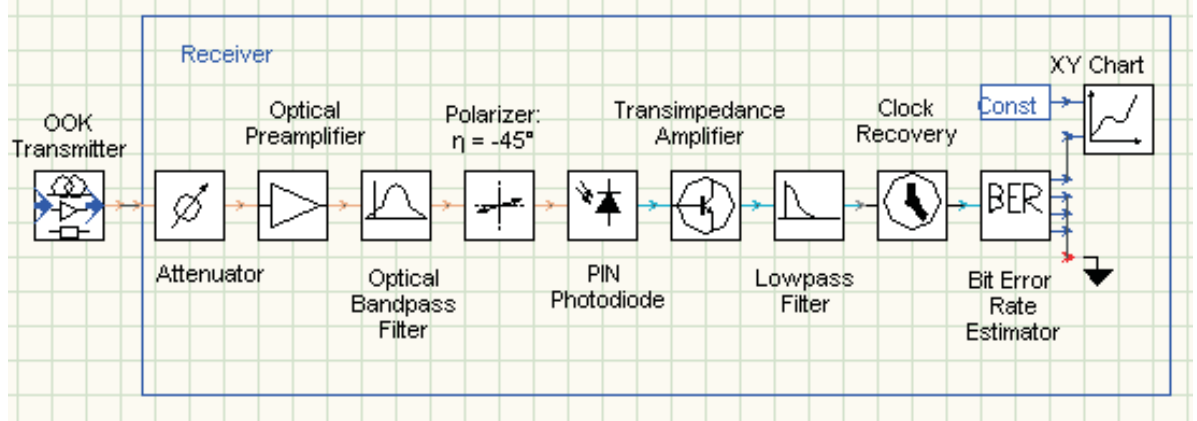 Receiver
XY Chart
OOK
Transmitter
Optical
Preamplifier
Polarizer:
η = -45°
Transimpedance
Amplifier
Clock
Recovery
Const
BER
Attenuator
Optical
Bandpass
Filter
PIN
Photodiode
Lowpass
Filter
Bit Error
Rate
Estimator